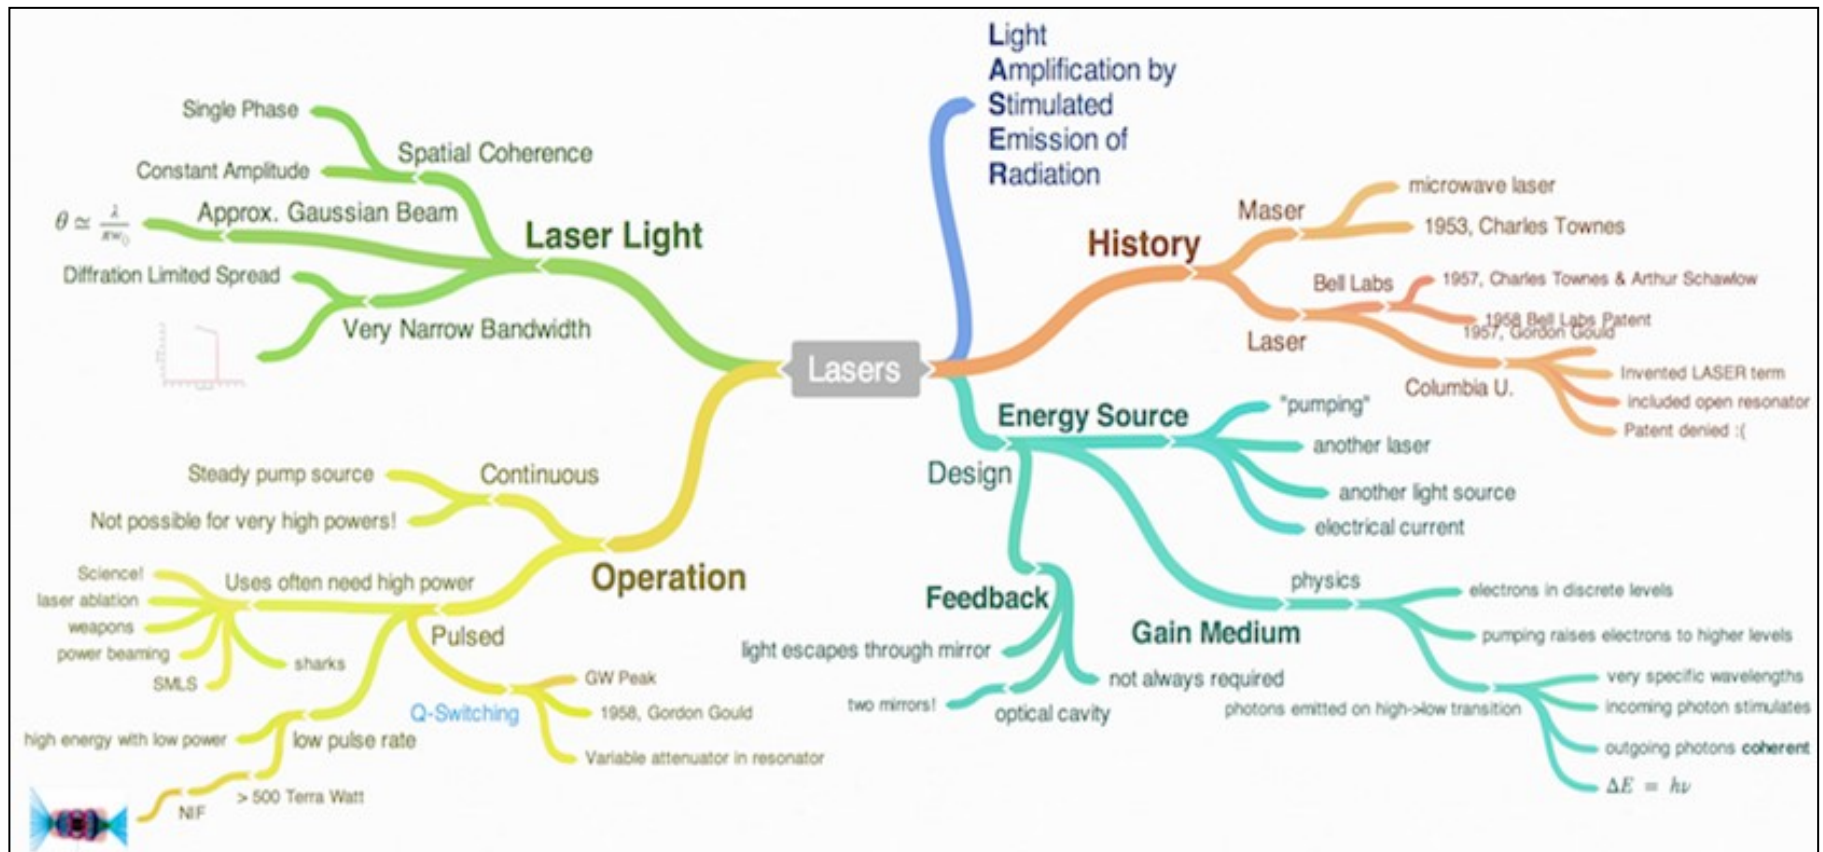 Light
Amplification by
Stimulated
Emission of
Radiation
Lasers
Laser Light
Spatial Coherence
Single Phase
Constant Amplitude
Approx. Gaussian Beam
θ ≃ λ / πw₀
Very Narrow Bandwidth
Diffration Limited Spread
Operation
Continuous
Steady pump source
Not possible for very high powers!
Pulsed
Uses often need high power
Science!
laser ablation
weapons
power beaming
SMLS
sharks
low pulse rate
high energy with low power
> 500 Terra Watt
NIF
Q-Switching
GW Peak
1958, Gordon Gould
Variable attenuator in resonator
History
Maser
microwave laser
1953, Charles Townes
Laser
Bell Labs
1957, Charles Townes & Arthur Schawlow
1958 Bell Labs Patent
Columbia U.
1957, Gordon Gould
Invented LASER term
included open resonator
Patent denied :(
Design
Energy Source
"pumping"
another laser
another light source
electrical current
Feedback
light escapes through mirror
optical cavity
two mirrors!
not always required
Gain Medium
physics
electrons in discrete levels
pumping raises electrons to higher levels
photons emitted on high->low transition
very specific wavelengths
incoming photon stimulates
outgoing photons coherent
ΔE = hν